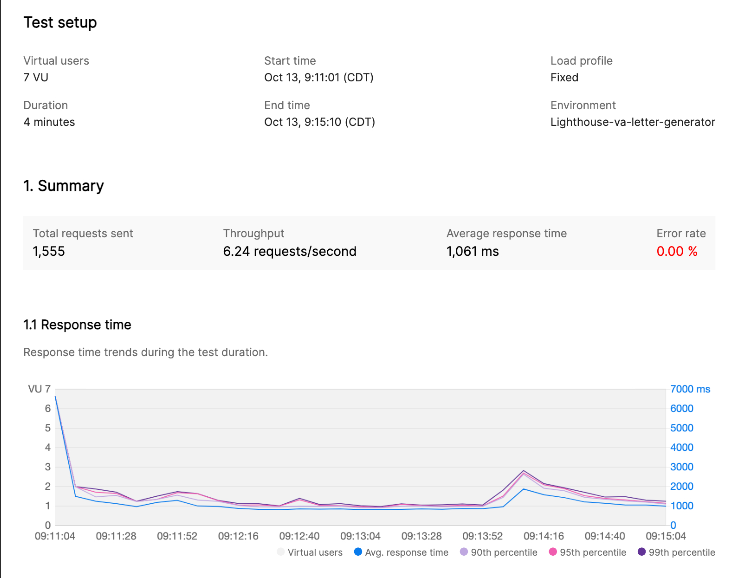 Test setup
Virtual users Start time Load profile
7 VU Oct 13, 9:11:01 (CDT) Fixed
Duration End time Environment
4 minutes Oct 13, 9:15:10 (CDT) Lighthouse-va-letter-generator
1. Summary
Total requests sent Throughput Average response time Error rate
1,555 6.24 requests/second 1,061 ms 0.00 %
1.1 Response time
Response time trends during the test duration.
VU 7 7000 ms
6 6000
5 5000
4 4000
3 3000
2 2000
1 1000
0 0
09:11:04 09:11:28 09:11:52 09:12:16 09:12:40 09:13:04 09:13:28 09:13:52 09:14:16 09:14:40 09:15:04
Virtual users Avg. response time 90th percentile 95th percentile 99th percentile